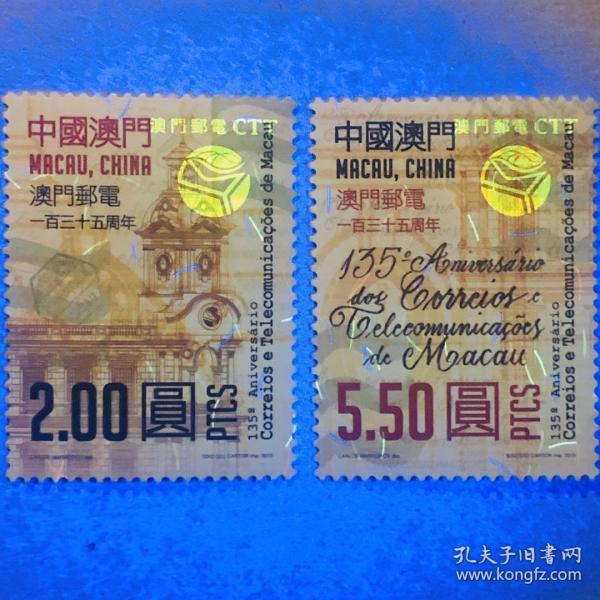 中國澳門
澳門郵電 CTT
MACAU, CHINA
澳門郵電
一百三十五周年
2.00 圓 PTCS
135º Aniversário
Correios e Telecomunicações de Macau
中國澳門
澳門郵電 CTT
MACAU, CHINA
澳門郵電
一百三十五周年
135º Aniversário
dos Correios e
Telecomunicações
de Macau
5.50 圓 PTCS
135º Aniversário
Correios e Telecomunicações de Macau
孔夫子旧书网
www.kongfz.com